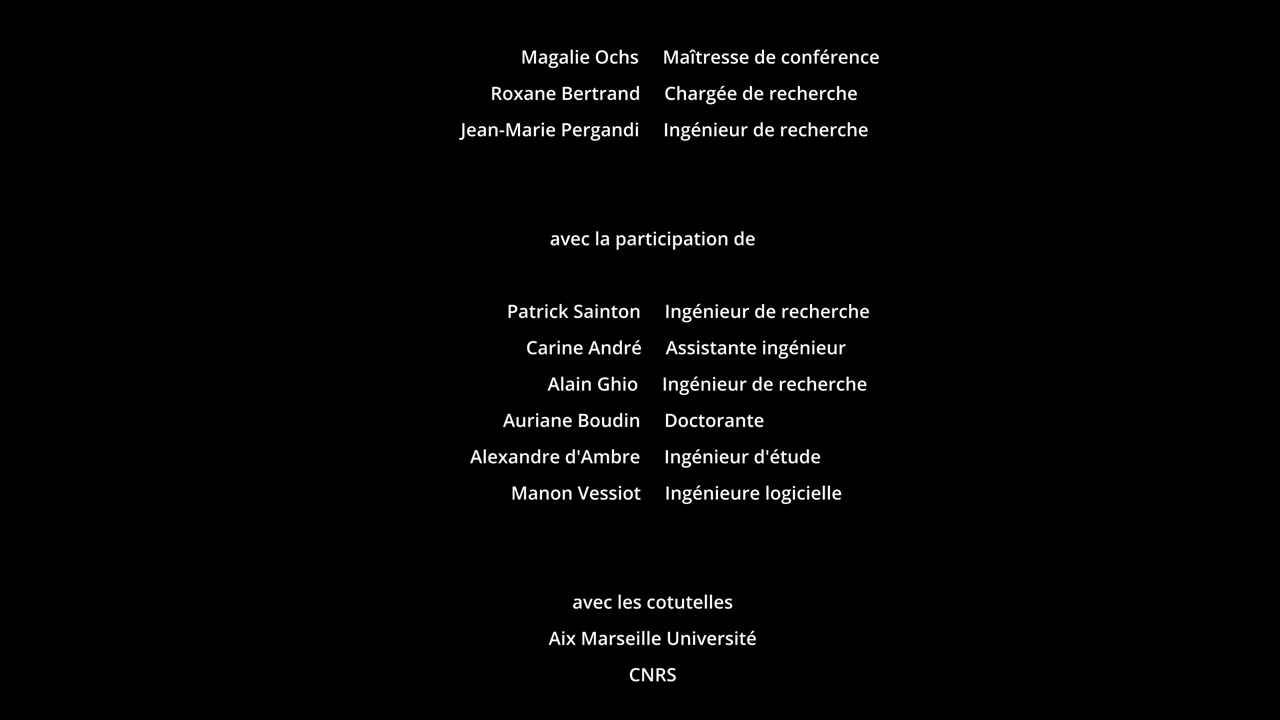 Magalie Ochs Maîtresse de conférence
Roxane Bertrand Chargée de recherche
Jean-Marie Pergandi Ingénieur de recherche
avec la participation de
Patrick Sainton Ingénieur de recherche
Carine André Assistante ingénieur
Alain Ghio Ingénieur de recherche
Auriane Boudin Doctorante
Alexandre d'Ambre Ingénieur d'étude
Manon Vessiot Ingénieure logicielle
avec les cotutelles
Aix Marseille Université
CNRS